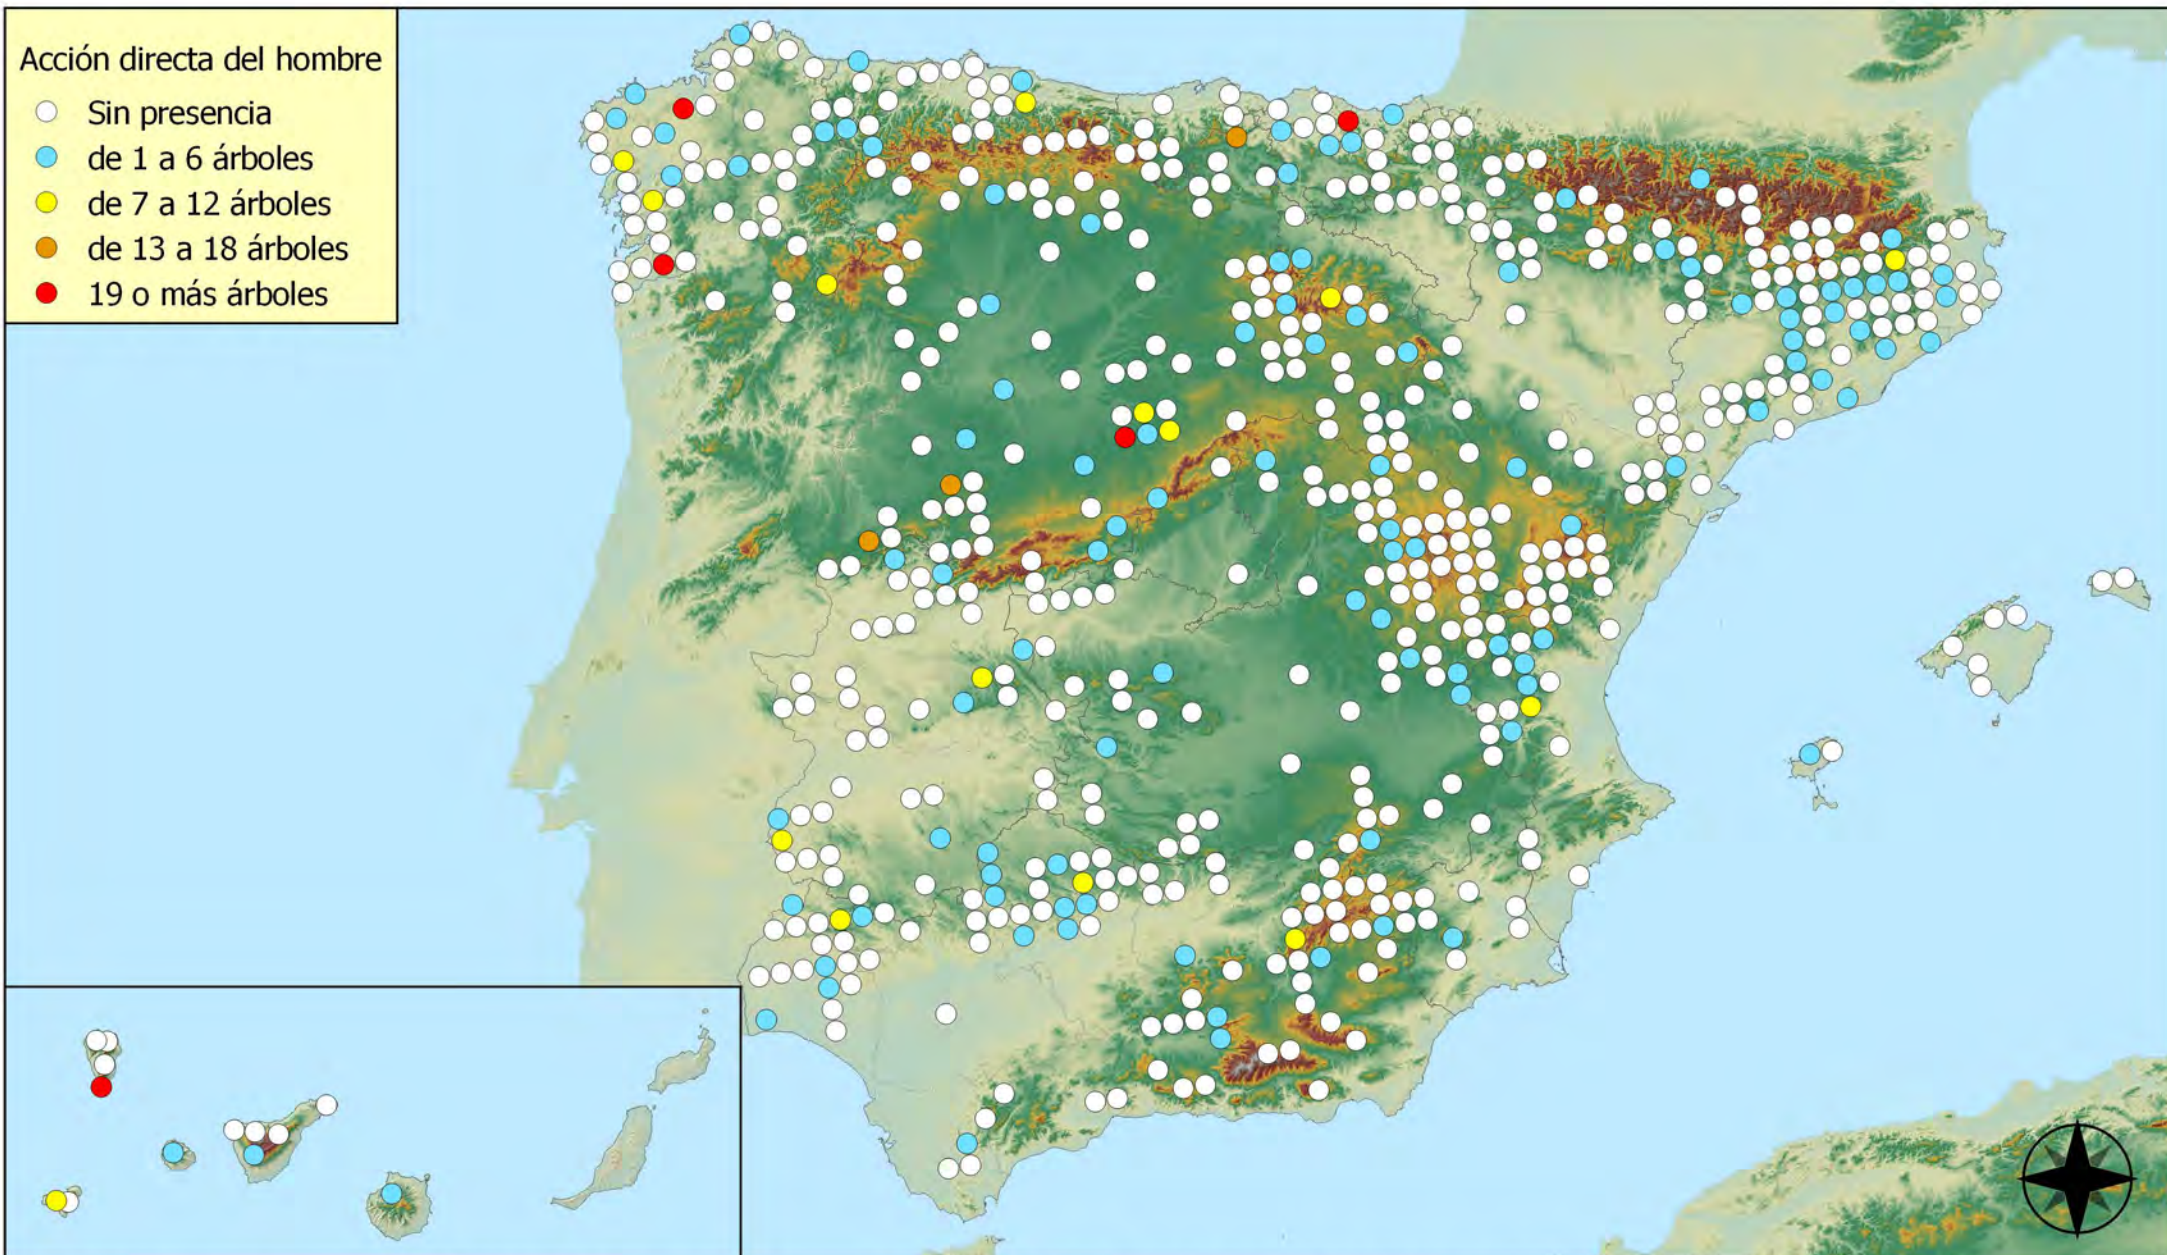 Acción directa del hombre
Sin presencia
de 1 a 6 árboles
de 7 a 12 árboles
de 13 a 18 árboles
19 o más árboles